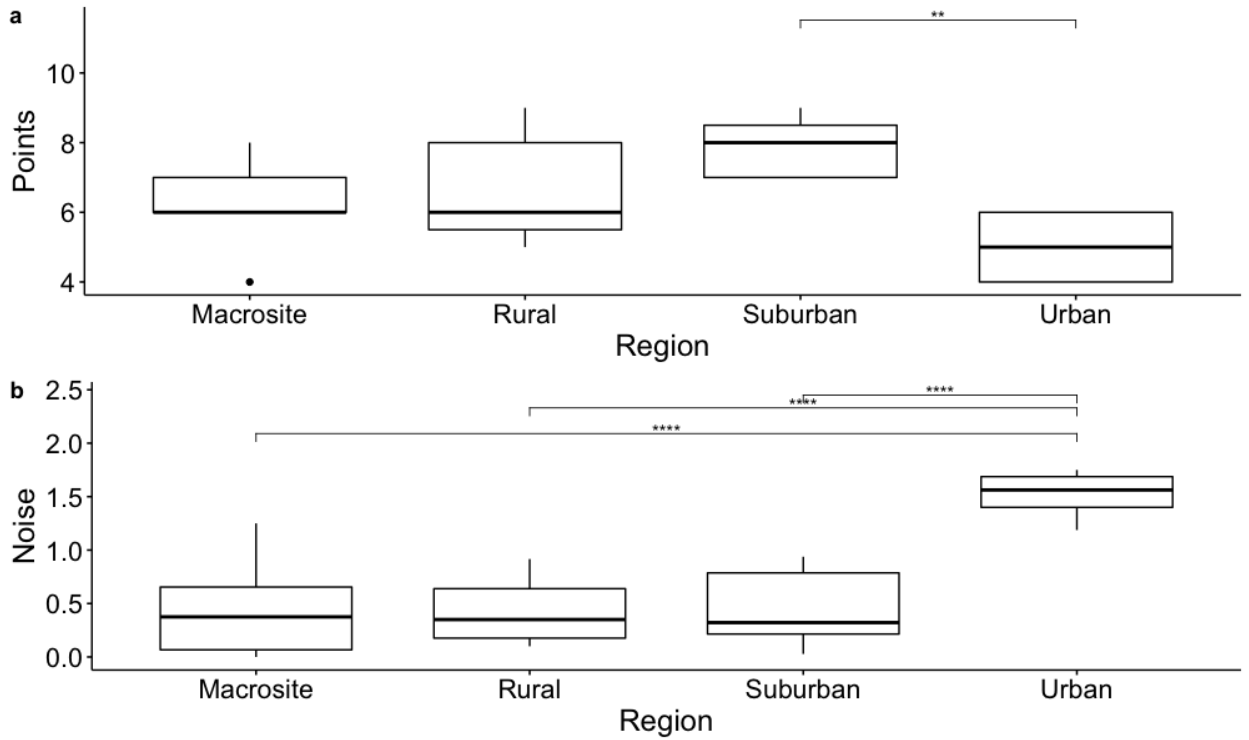 a
**
Points
10
8
6
4
Macrosite Rural Suburban Urban
Region
b
****
****
****
Noise
2.5
2.0
1.5
1.0
0.5
0.0
Macrosite Rural Suburban Urban
Region